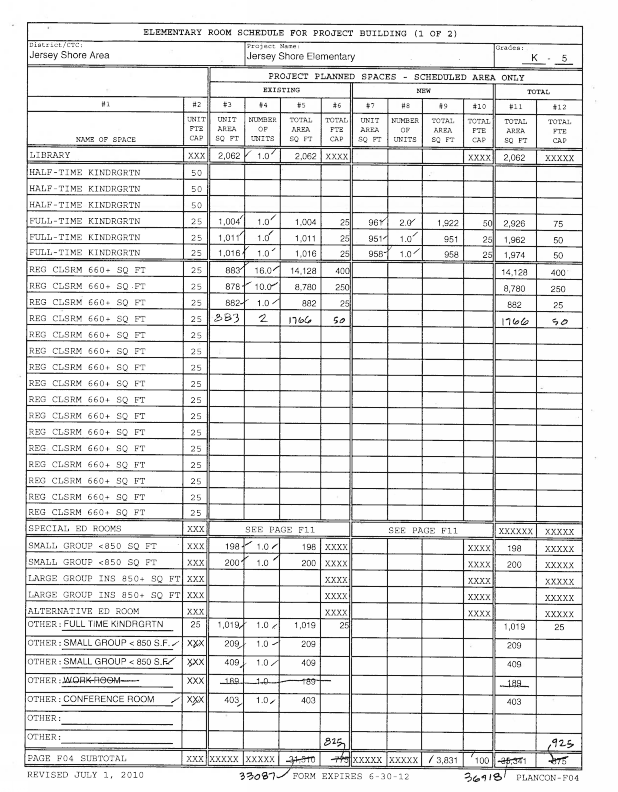 ELEMENTARY ROOM SCHEDULE FOR PROJECT BUILDING (1 OF 2)
District/CTC: Project Name: Grades:
Jersey Shore Area Jersey Shore Elementary K - 5
PROJECT PLANNED SPACES - SCHEDULED AREA ONLY
EXISTING NEW TOTAL
#1 #2 #3 #4 #5 #6 #7 #8 #9 #10 #11 #12
UNIT UNIT NUMBER TOTAL TOTAL UNIT NUMBER TOTAL TOTAL TOTAL TOTAL
FTE AREA OF AREA FTE AREA OF AREA FTE AREA FTE
NAME OF SPACE CAP SQ FT UNITS SQ FT CAP SQ FT UNITS SQ FT CAP SQ FT CAP
LIBRARY XXX 2,062 ✓ 1.0 ✓ 2,062 XXXX XXXX 2,062 XXXXX
HALF-TIME KINDRGRTN 50
HALF-TIME KINDRGRTN 50
HALF-TIME KINDRGRTN 50
FULL-TIME KINDRGRTN 25 1,004 ✓ 1.0 ✓ 1,004 25 961 ✓ 2.0 ✓ 1,922 50 2,926 75
FULL-TIME KINDRGRTN 25 1,011 ✓ 1.0 ✓ 1,011 25 951 ✓ 1.0 ✓ 951 25 1,962 50
FULL-TIME KINDRGRTN 25 1,016 ✓ 1.0 ✓ 1,016 25 958 ✓ 1.0 ✓ 958 25 1,974 50
REG CLSRM 660+ SQ FT 25 883 ✓ 16.0 ✓ 14,128 400 14,128 400
REG CLSRM 660+ SQ FT 25 878 ✓ 10.0 ✓ 8,780 250 8,780 250
REG CLSRM 660+ SQ FT 25 882 ✓ 1.0 ✓ 882 25 882 25
REG CLSRM 660+ SQ FT 25 883 2 1766 50 1766 50
REG CLSRM 660+ SQ FT 25
REG CLSRM 660+ SQ FT 25
REG CLSRM 660+ SQ FT 25
REG CLSRM 660+ SQ FT 25
REG CLSRM 660+ SQ FT 25
REG CLSRM 660+ SQ FT 25
REG CLSRM 660+ SQ FT 25
REG CLSRM 660+ SQ FT 25
REG CLSRM 660+ SQ FT 25
REG CLSRM 660+ SQ FT 25
REG CLSRM 660+ SQ FT 25
REG CLSRM 660+ SQ FT 25
SPECIAL ED ROOMS XXX SEE PAGE F11 SEE PAGE F11 XXXXXX XXXXX
SMALL GROUP <850 SQ FT XXX 198 ✓ 1.0 ✓ 198 XXXX XXXX 198 XXXXX
SMALL GROUP <850 SQ FT XXX 200 ✓ 1.0 ✓ 200 XXXX XXXX 200 XXXXX
LARGE GROUP INS 850+ SQ FT XXX XXXX XXXX XXXXX
LARGE GROUP INS 850+ SQ FT XXX XXXX XXXX XXXXX
ALTERNATIVE ED ROOM XXX XXXX XXXX XXXXX
OTHER: FULL TIME KINDRGRTN 25 1,019 ✓ 1.0 ✓ 1,019 25 1,019 25
OTHER: SMALL GROUP < 850 S.F. ✓ XXX 209 ✓ 1.0 ✓ 209 209
OTHER: SMALL GROUP < 850 S.F. ✓ XXX 409 ✓ 1.0 ✓ 409 409
OTHER: WORK ROOM XXX 189 1.0 189 189
OTHER: CONFERENCE ROOM ✓ XXX 403 1.0 ✓ 403 403
OTHER:
OTHER: 825 925
PAGE F04 SUBTOTAL XXX XXXXX XXXXX 31,510 775 XXXXX XXXXX ✓ 3,831 100 35,341 875
REVISED JULY 1, 2010 33087 ✓ FORM EXPIRES 6-30-12 36918 ✓ PLANCON-F04